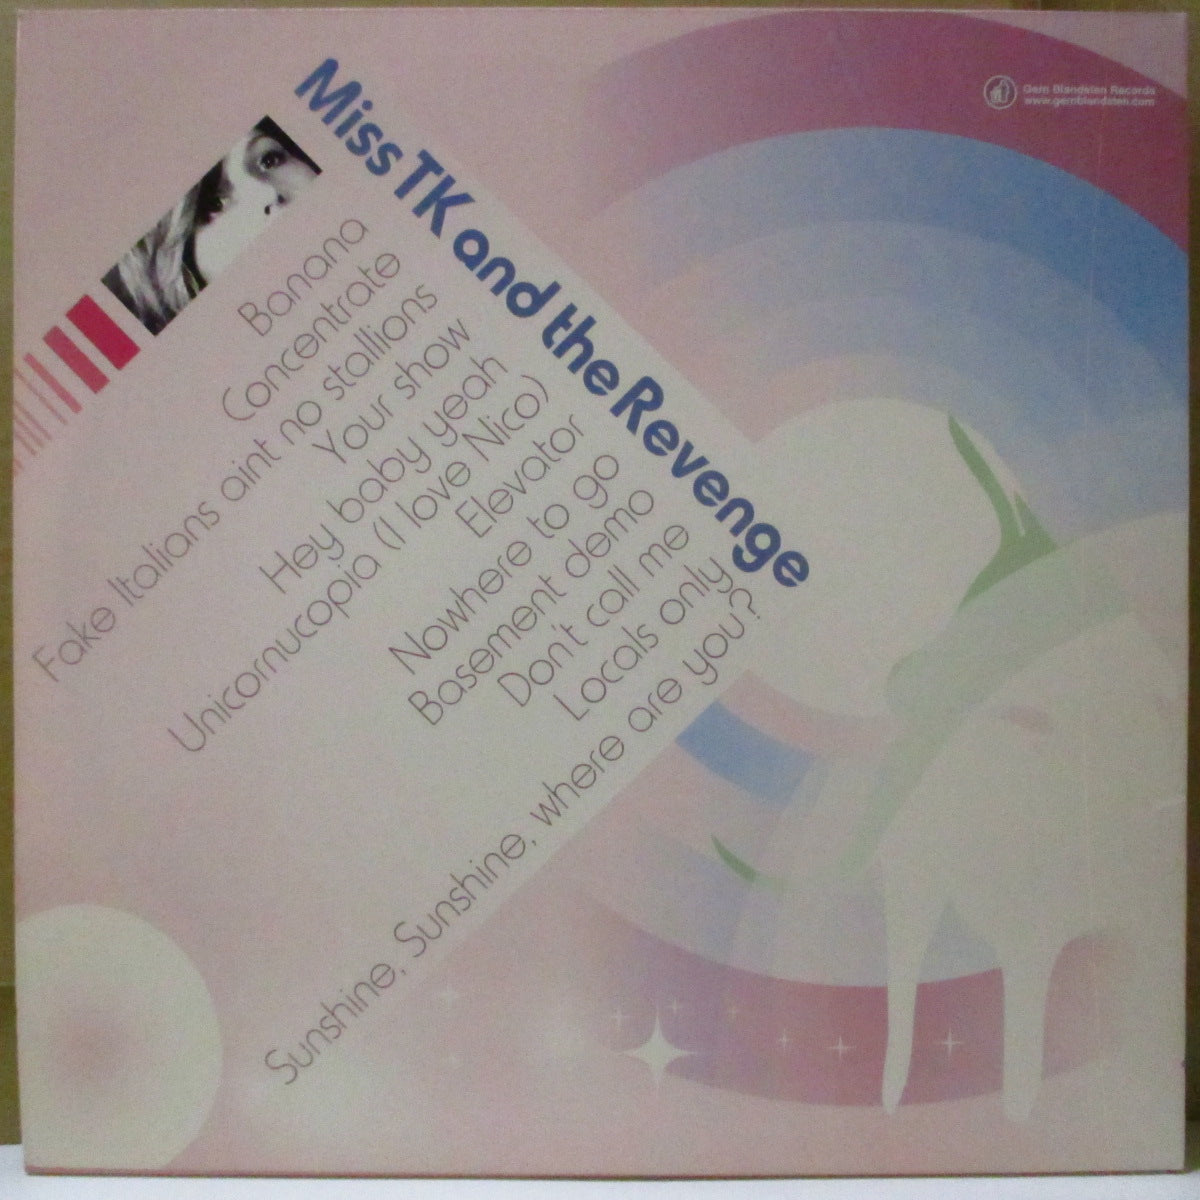 Miss TK and the Revenge
Banana
Concentrate
Fake Italians aint no stallions
Your show
Hey baby yeah
Unicornucopia (I love Nico)
Elevator
Nowhere to go
Basement demo
Don't call me
Locals only
Sunshine, Sunshine, where are you?
Gern Blandsten Records
www.gernblandsten.com